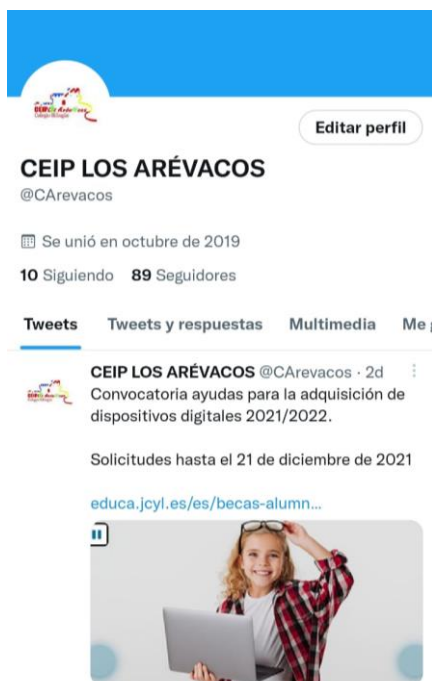 Editar perfil
CEIP LOS ARÉVACOS
@CArevacos
Se unió en octubre de 2019
10 Siguiendo 89 Seguidores
Tweets Tweets y respuestas Multimedia Me
CEIP LOS ARÉVACOS @CArevacos · 2d
Convocatoria ayudas para la adquisición de
dispositivos digitales 2021/2022.
Solicitudes hasta el 21 de diciembre de 2021
educa.jcyl.es/es/becas-alumn...